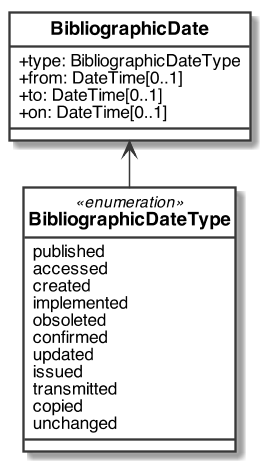 BibliographicDate
+type: BibliographicDateType
+from: DateTime[0..1]
+to: DateTime[0..1]
+on: DateTime[0..1]
«enumeration»
BibliographicDateType
published
accessed
created
implemented
obsoleted
confirmed
updated
issued
transmitted
copied
unchanged